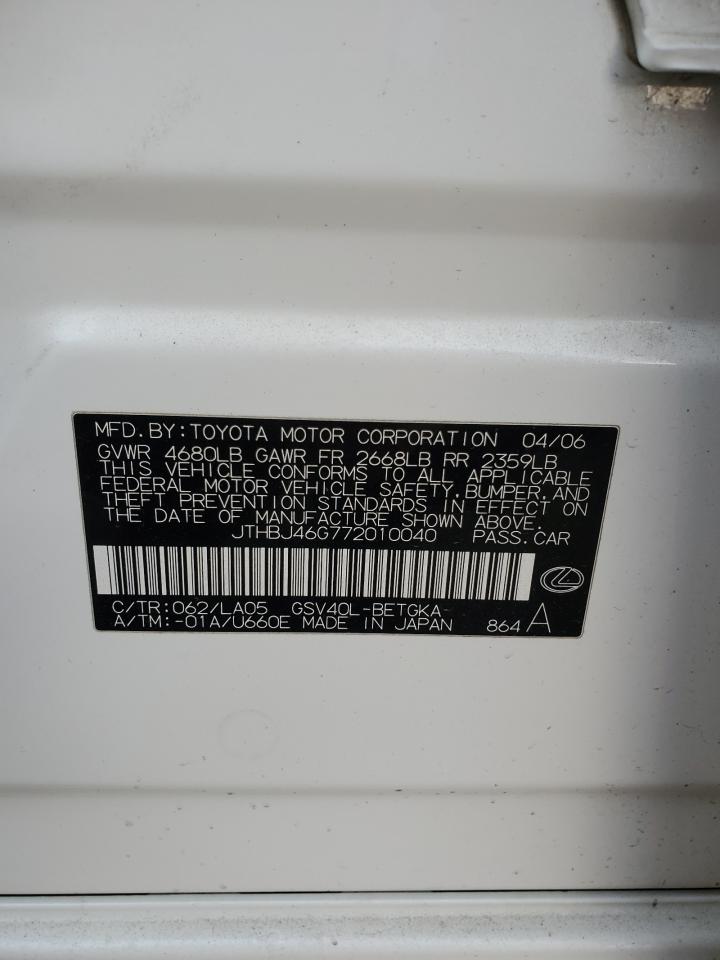 MFD.BY:TOYOTA MOTOR CORPORATION 04/06
GVWR 4680LB GAWR FR 2668LB RR 2359LB
THIS VEHICLE CONFORMS TO ALL APPLICABLE
FEDERAL MOTOR VEHICLE SAFETY,BUMPER,AND
THEFT PREVENTION STANDARDS IN EFFECT ON
THE DATE OF MANUFACTURE SHOWN ABOVE.
JTHBJ46G772010040 PASS.CAR
C/TR:062/LA05 GSV40L-BETGKA-
A/TM:-01A/U660E MADE IN JAPAN 864 A